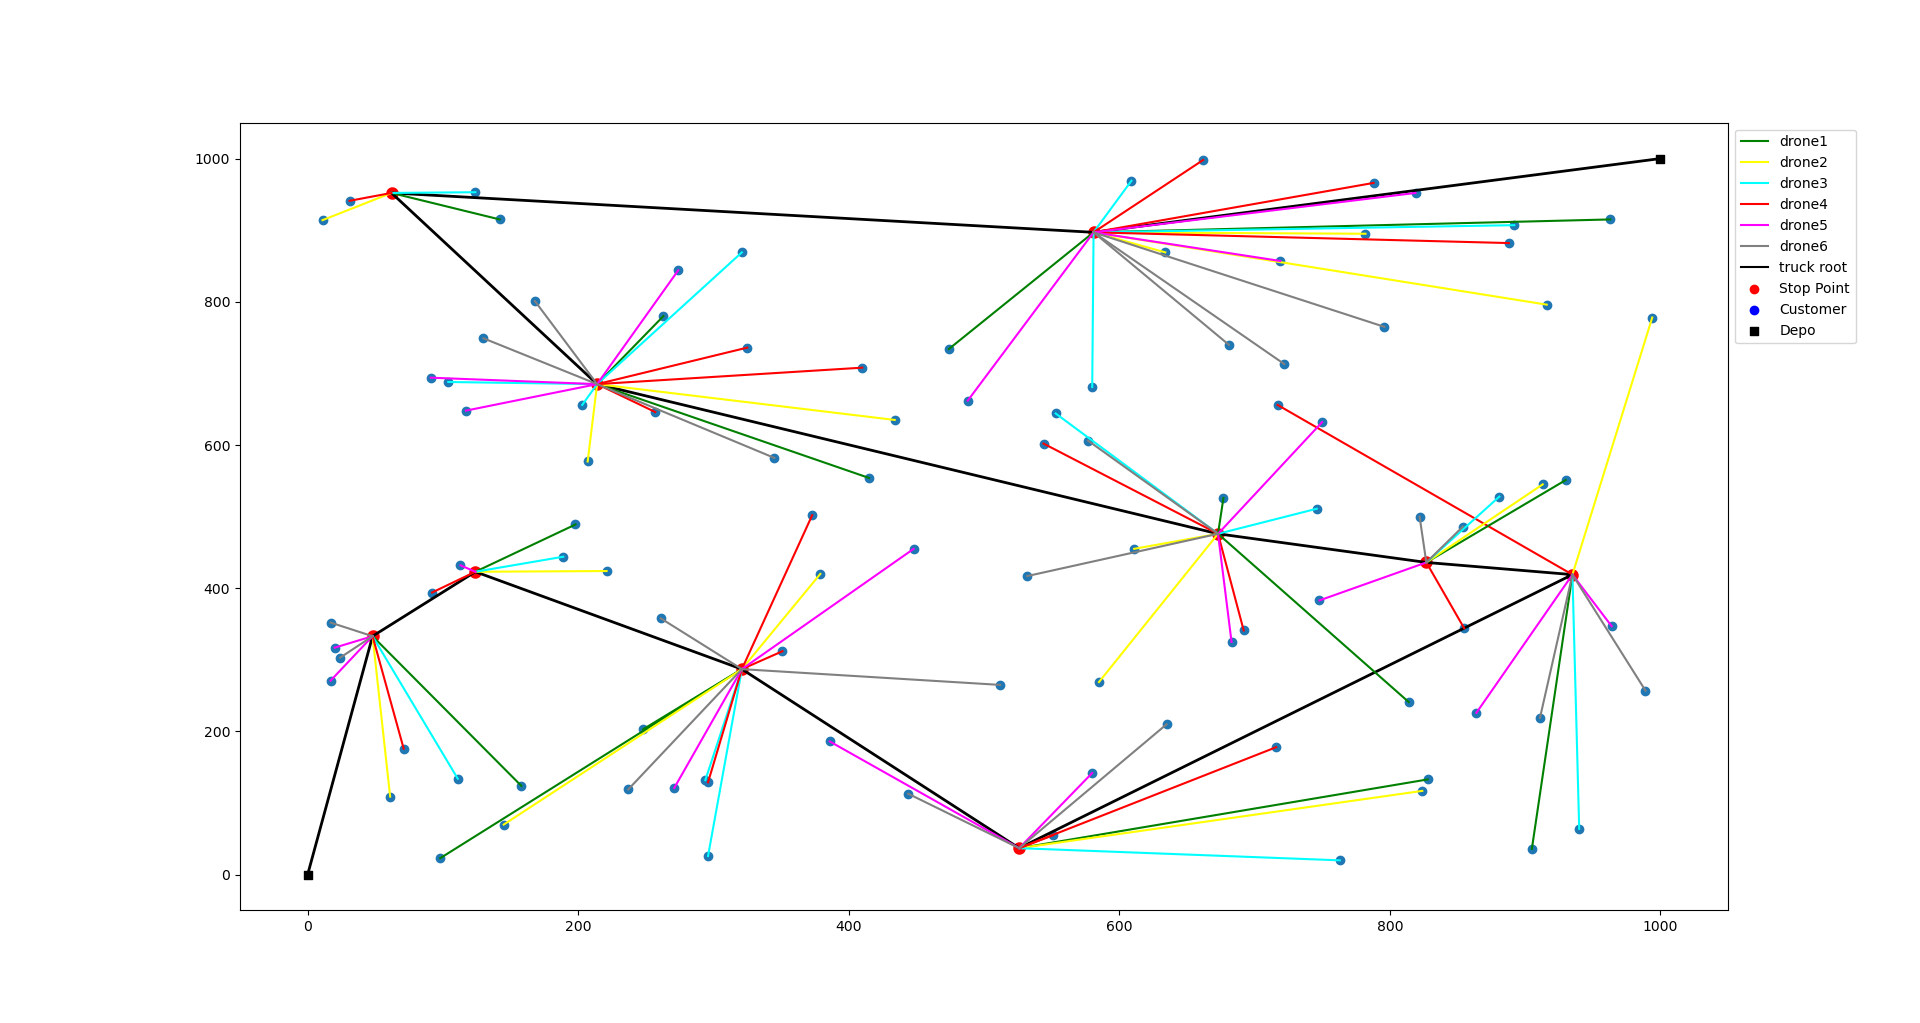 1000
800
600
400
200
0
0
200
400
600
800
1000
drone1
drone2
drone3
drone4
drone5
drone6
truck root
Stop Point
Customer
Depo